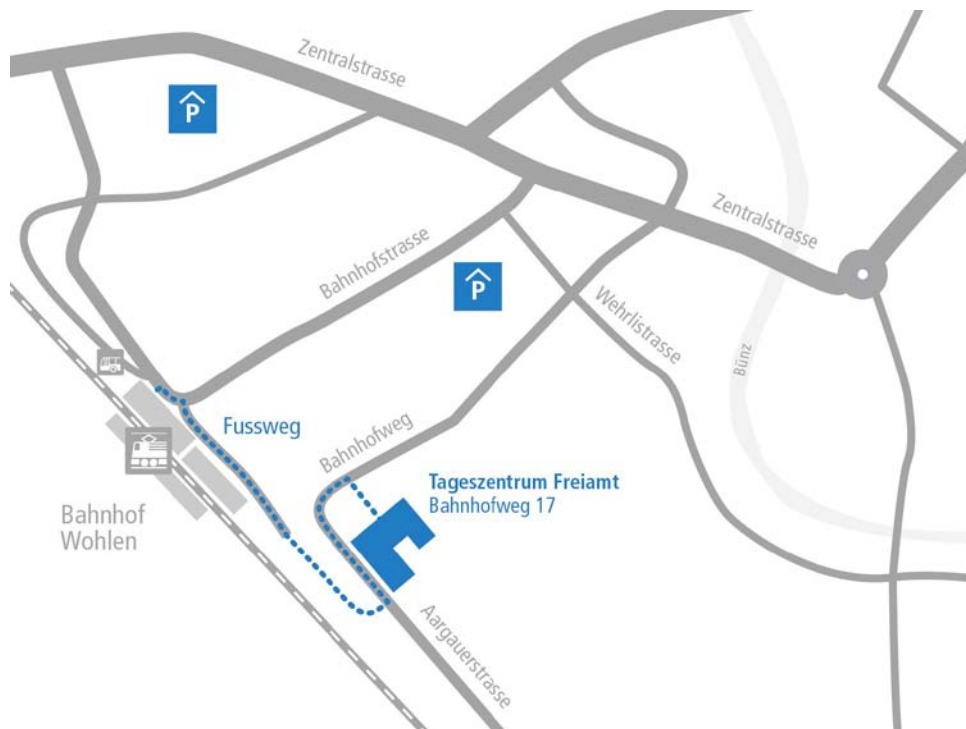 Zentralstrasse
P
Bahnhofstrasse
Zentralstrasse
P
Wehrlistrasse
Bünz
Fussweg
Bahnhofweg
Tageszentrum Freiamt
Bahnhofweg 17
Bahnhof
Wohlen
Aargauerstrasse